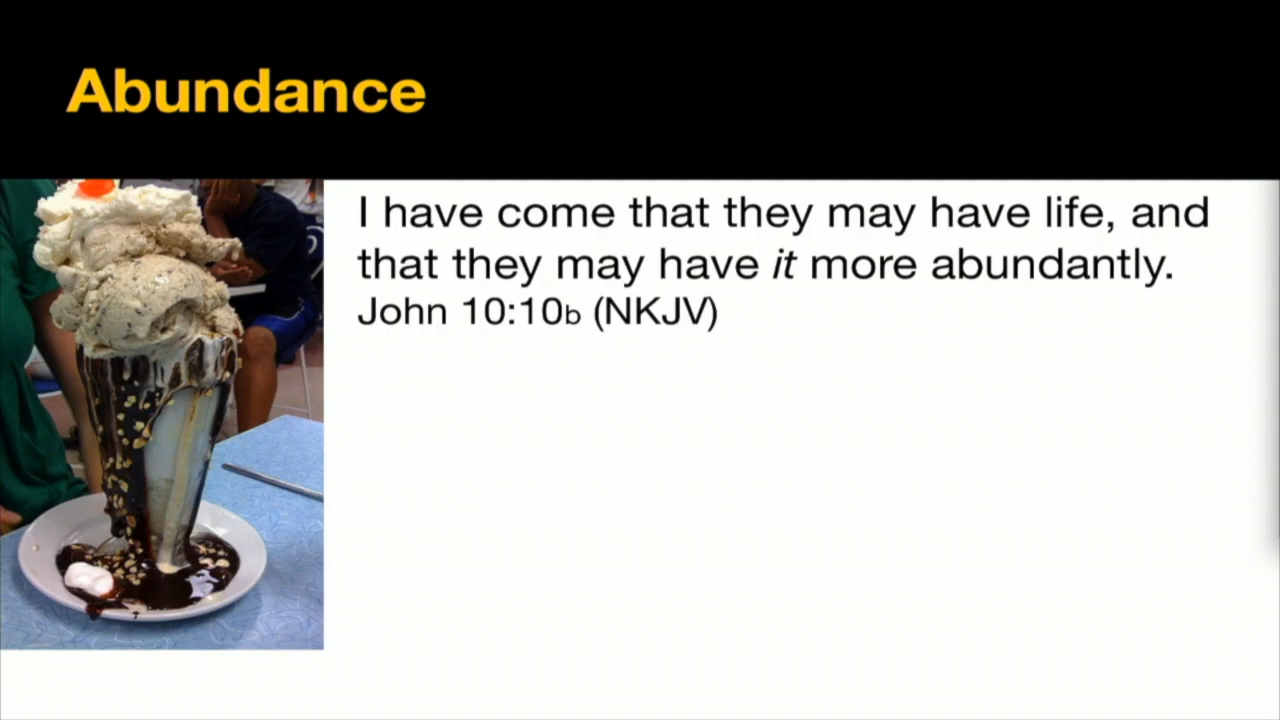 Abundance
I have come that they may have life, and
that they may have it more abundantly.
John 10:10b (NKJV)